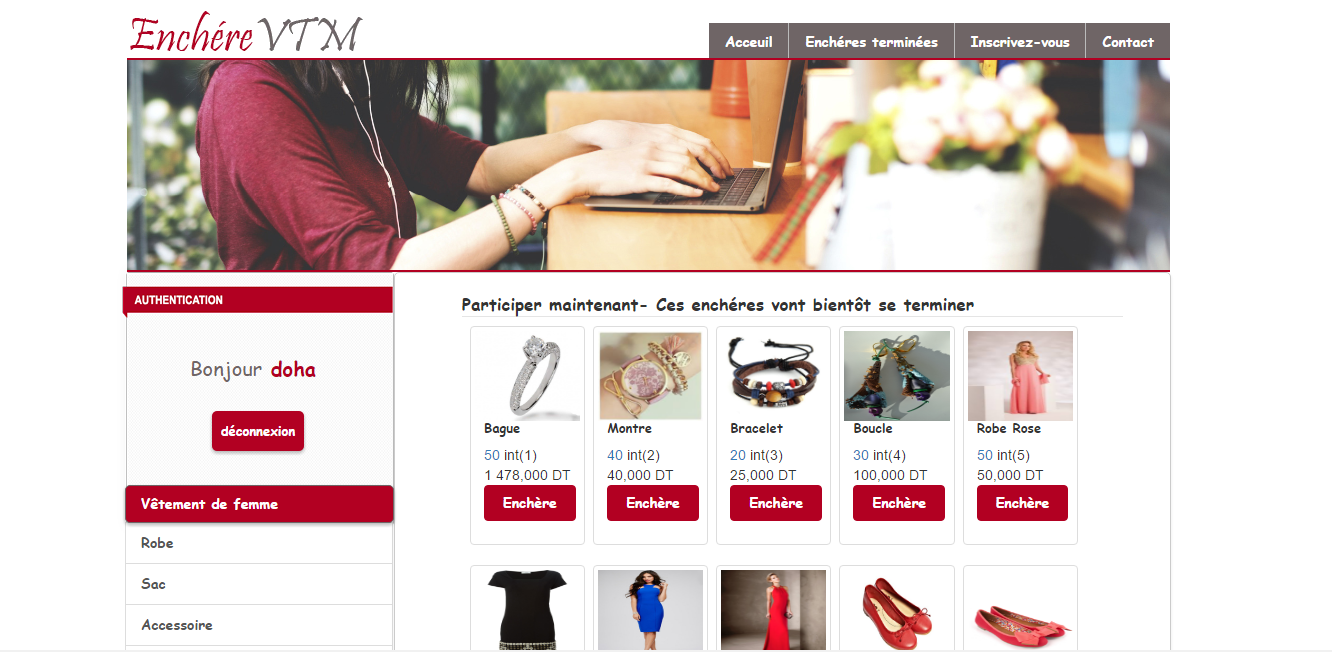 Enchére VTM
Acceuil Enchéres terminées Inscrivez-vous Contact
AUTHENTICATION
Bonjour doha
déconnexion
Vêtement de femme
Robe
Sac
Accessoire
Participer maintenant- Ces enchéres vont bientôt se terminer
Bague
50 int(1)
1 478,000 DT
Enchère
Montre
40 int(2)
40,000 DT
Enchère
Bracelet
20 int(3)
25,000 DT
Enchère
Boucle
30 int(4)
100,000 DT
Enchère
Robe Rose
50 int(5)
50,000 DT
Enchère